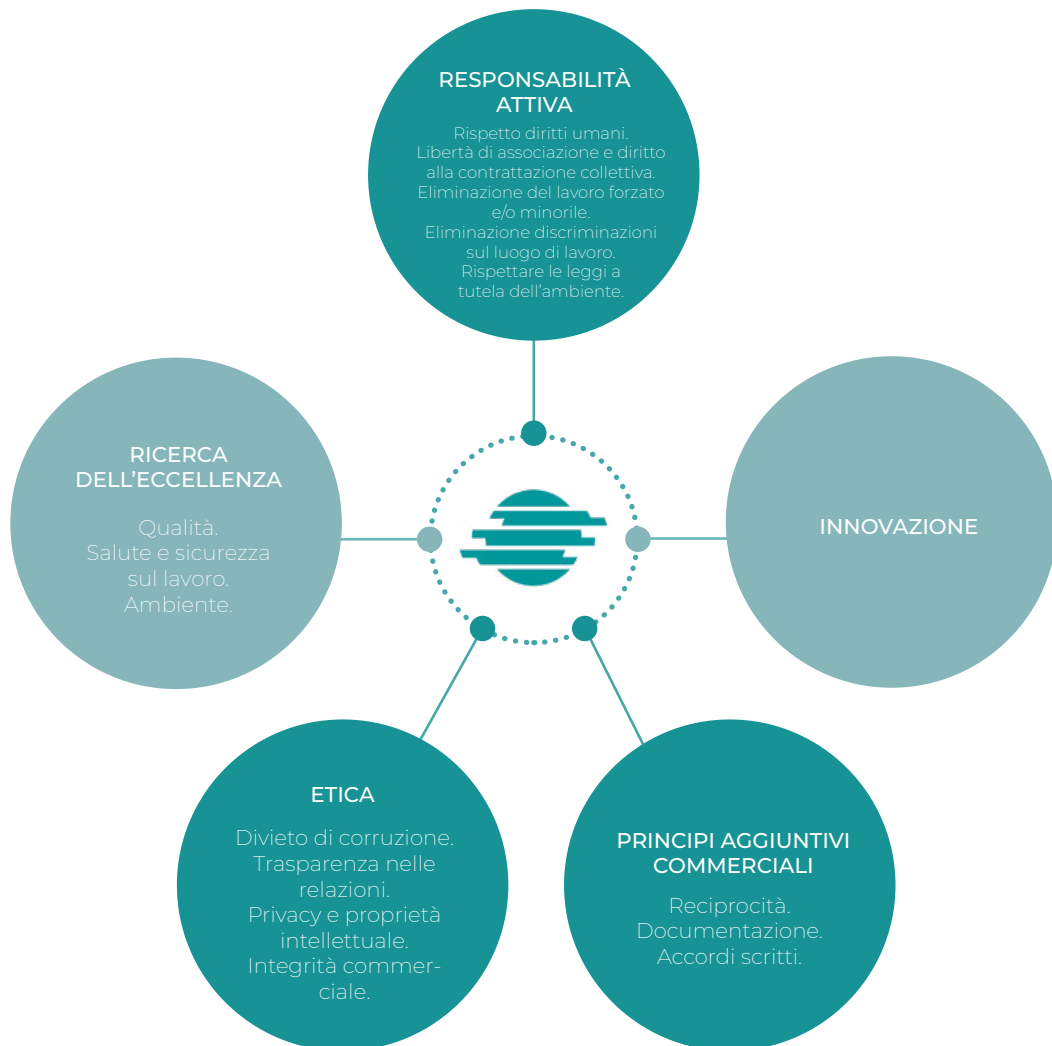 RESPONSABILITÀ
ATTIVA
Rispetto diritti umani.
Libertà di associazione e diritto
alla contrattazione collettiva.
Eliminazione del lavoro forzato
e/o minorile.
Eliminazione discriminazioni
sul luogo di lavoro.
Rispettare le leggi a
tutela dell’ambiente.
RICERCA
DELL’ECCELLENZA
Qualità.
Salute e sicurezza
sul lavoro.
Ambiente.
INNOVAZIONE
ETICA
Divieto di corruzione.
Trasparenza nelle
relazioni.
Privacy e proprietà
intellettuale.
Integrità commer-
ciale.
PRINCIPI AGGIUNTIVI
COMMERCIALI
Reciprocità.
Documentazione.
Accordi scritti.